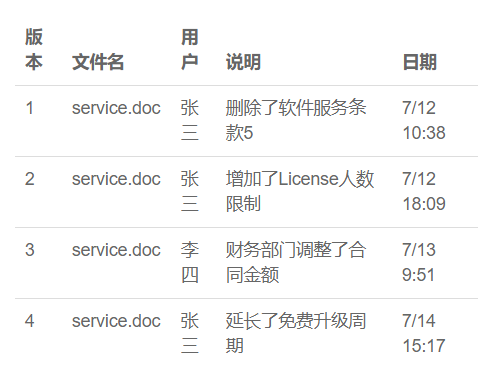 版本 文件名 用户 说明 日期
1 service.doc 张三 删除了软件服务条款5 7/12 10:38
2 service.doc 张三 增加了License人数限制 7/12 18:09
3 service.doc 李四 财务部门调整了合同金额 7/13 9:51
4 service.doc 张三 延长了免费升级周期 7/14 15:17